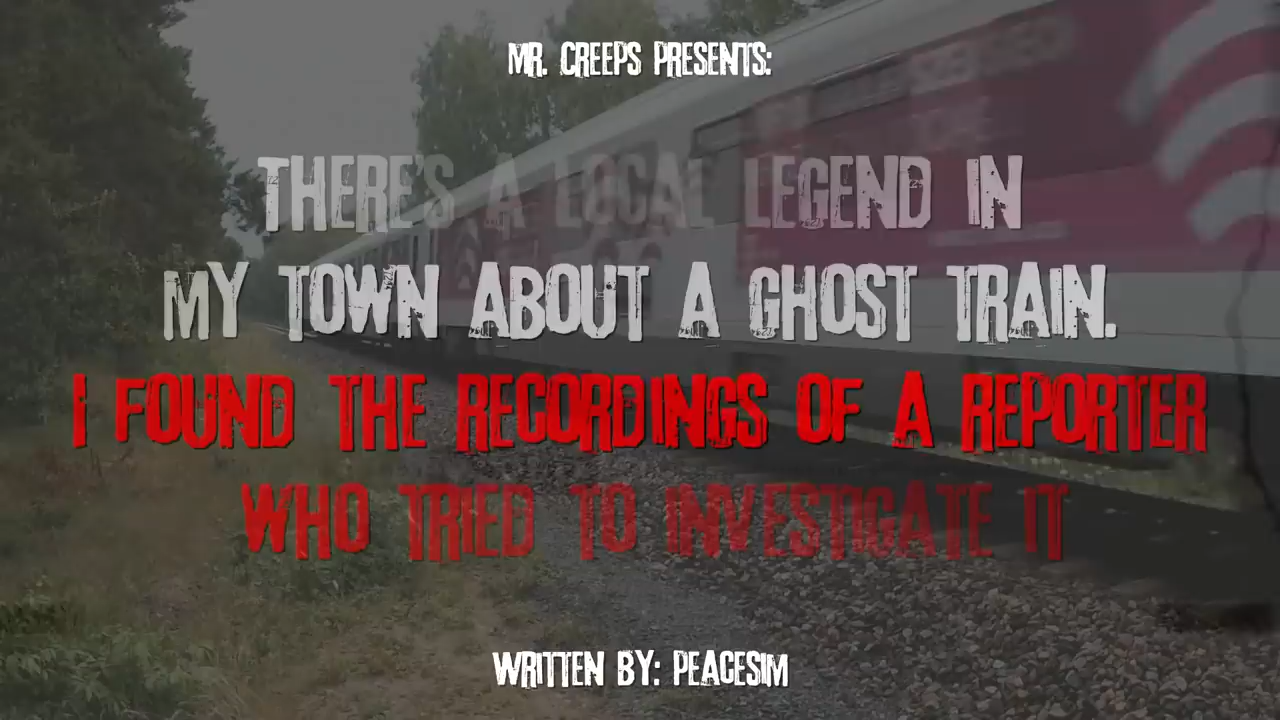 MR. CREEPS PRESENTS:
THERE'S A LOCAL LEGEND IN
MY TOWN ABOUT A GHOST TRAIN.
I FOUND THE RECORDINGS OF A REPORTER
WHO TRIED TO INVESTIGATE IT
WRITTEN BY: PEACESIM